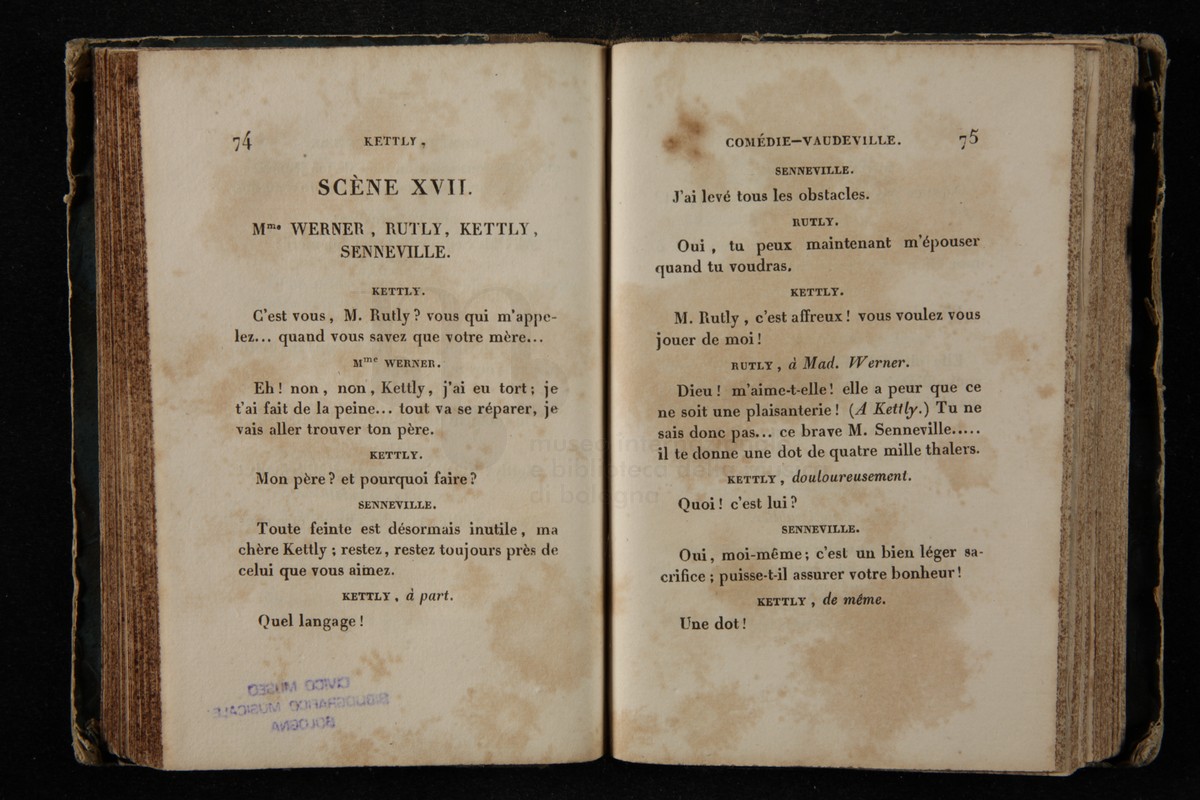 74 KETTLY,
SCÈNE XVII.
Mme WERNER, RUTLY, KETTLY,
SENNEVILLE.
KETTLY.
C'est vous, M. Rutly? vous qui m'appe-
lez... quand vous savez que votre mère...
Mme WERNER.
Eh! non, non, Kettly, j'ai eu tort; je
t'ai fait de la peine... tout va se réparer, je
vais aller trouver ton père.
KETTLY.
Mon père? et pourquoi faire?
SENNEVILLE.
Toute feinte est désormais inutile, ma
chère Kettly; restez, restez toujours près de
celui que vous aimez.
KETTLY, à part.
Quel langage!
CIVICO MUSEO
BIBLIOGRAFICO MUSICALE
BOLOGNA
COMÉDIE-VAUDEVILLE. 75
SENNEVILLE.
J'ai levé tous les obstacles.
RUTLY.
Oui, tu peux maintenant m'épouser
quand tu voudras.
KETTLY.
M. Rutly, c'est affreux! vous voulez vous
jouer de moi!
RUTLY, à Mad. Werner.
Dieu! m'aime-t-elle! elle a peur que ce
ne soit une plaisanterie! (A Kettly.) Tu ne
sais donc pas... ce brave M. Senneville.....
il te donne une dot de quatre mille thalers.
KETTLY, douloureusement.
Quoi! c'est lui?
SENNEVILLE.
Oui, moi-même; c'est un bien léger sa-
crifice; puisse-t-il assurer votre bonheur!
KETTLY, de même.
Une dot!
museo
e biblioteca della
di bologna